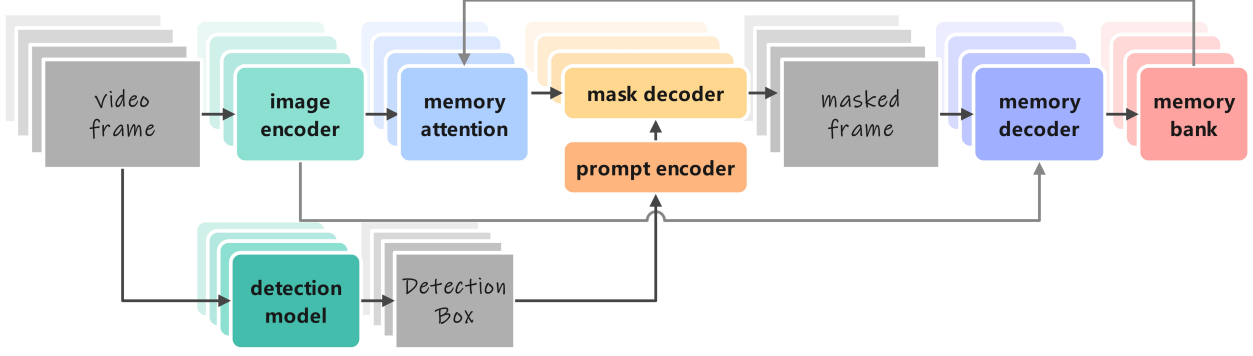 video
frame
image
encoder
memory
attention
mask decoder
masked
frame
memory
decoder
memory
bank
prompt encoder
detection
model
Detection
Box